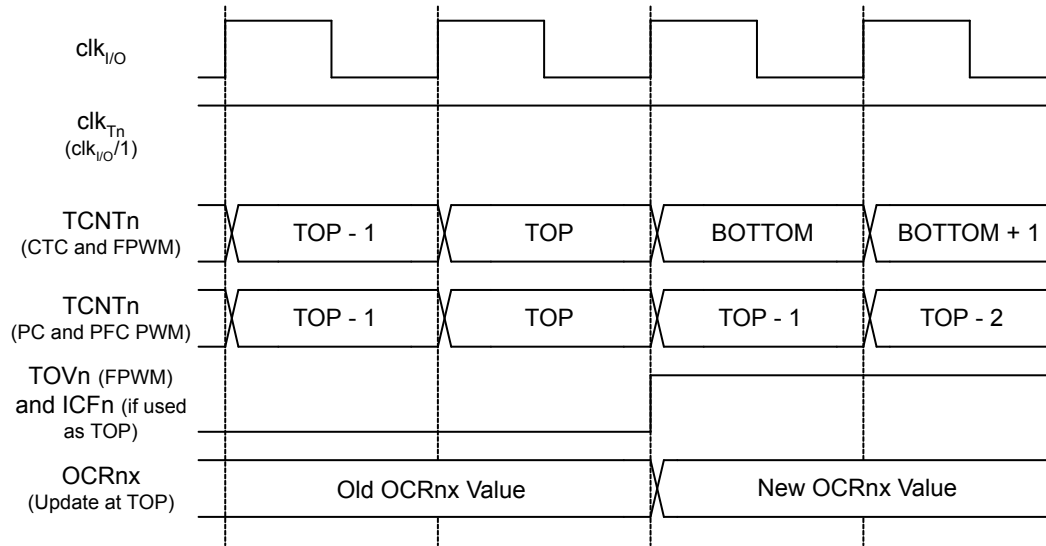 clkI/O
clkTn
(clkI/O/1)
TCNTn
(CTC and FPWM)
TOP - 1
TOP
BOTTOM
BOTTOM + 1
TCNTn
(PC and PFC PWM)
TOP - 1
TOP
TOP - 1
TOP - 2
TOVn (FPWM)
and ICFn (if used
as TOP)
OCRnx
(Update at TOP)
Old OCRnx Value
New OCRnx Value